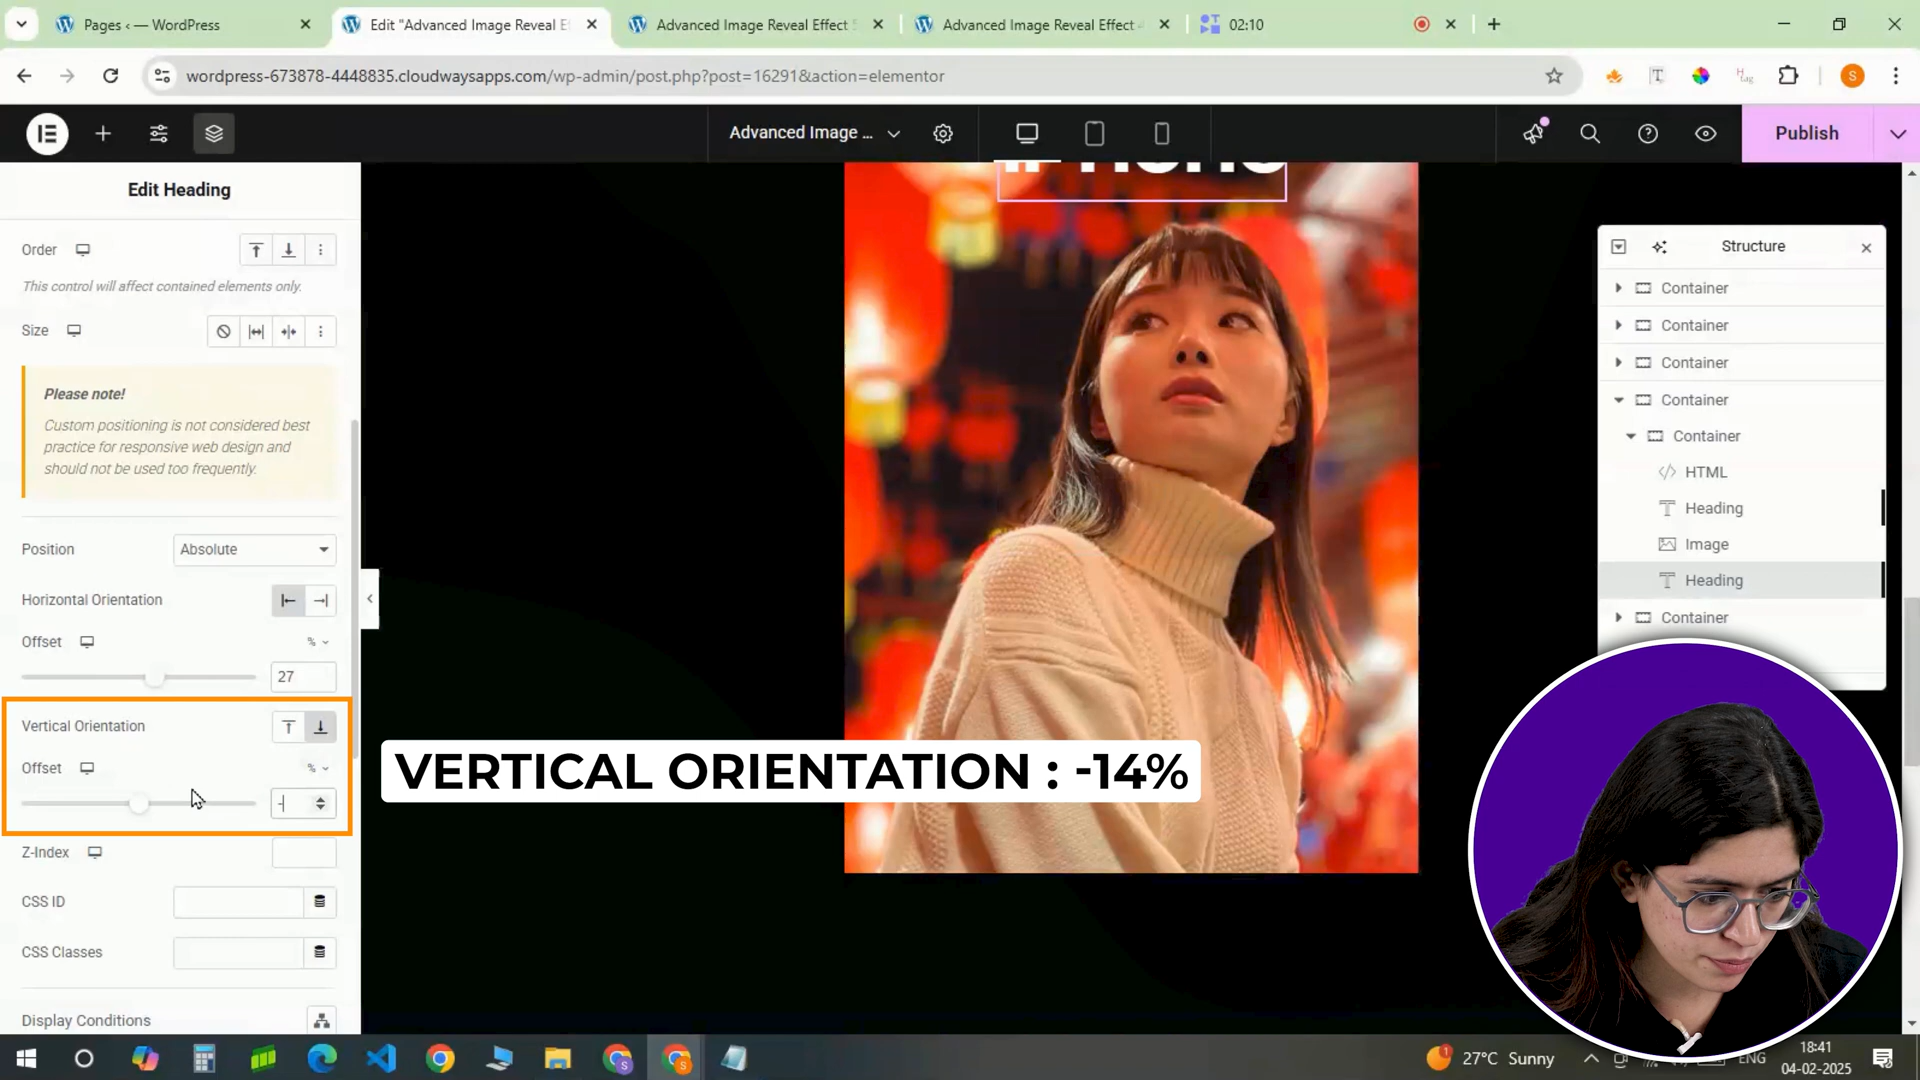 Pages ‹ — WordPress
Edit "Advanced Image Reveal E
Advanced Image Reveal Effect
Advanced Image Reveal Effect
02:10
wordpress-673878-4448835.cloudwaysapps.com/wp-admin/post.php?post=16291&action=elementor
S
Advanced Image ...
Publish
Edit Heading
Order
This control will affect contained elements only.
Size
Please note!
Custom positioning is not considered best
practice for responsive web design and
should not be used too frequently.
Position
Absolute
Horizontal Orientation
Offset
%
27
Vertical Orientation
Offset
%
-
Z-Index
CSS ID
CSS Classes
Display Conditions
VERTICAL ORIENTATION : -14%
Structure
Container
Container
Container
Container
Container
HTML
Heading
Image
Heading
Container
27°C Sunny
ENG
18:41
04-02-2025